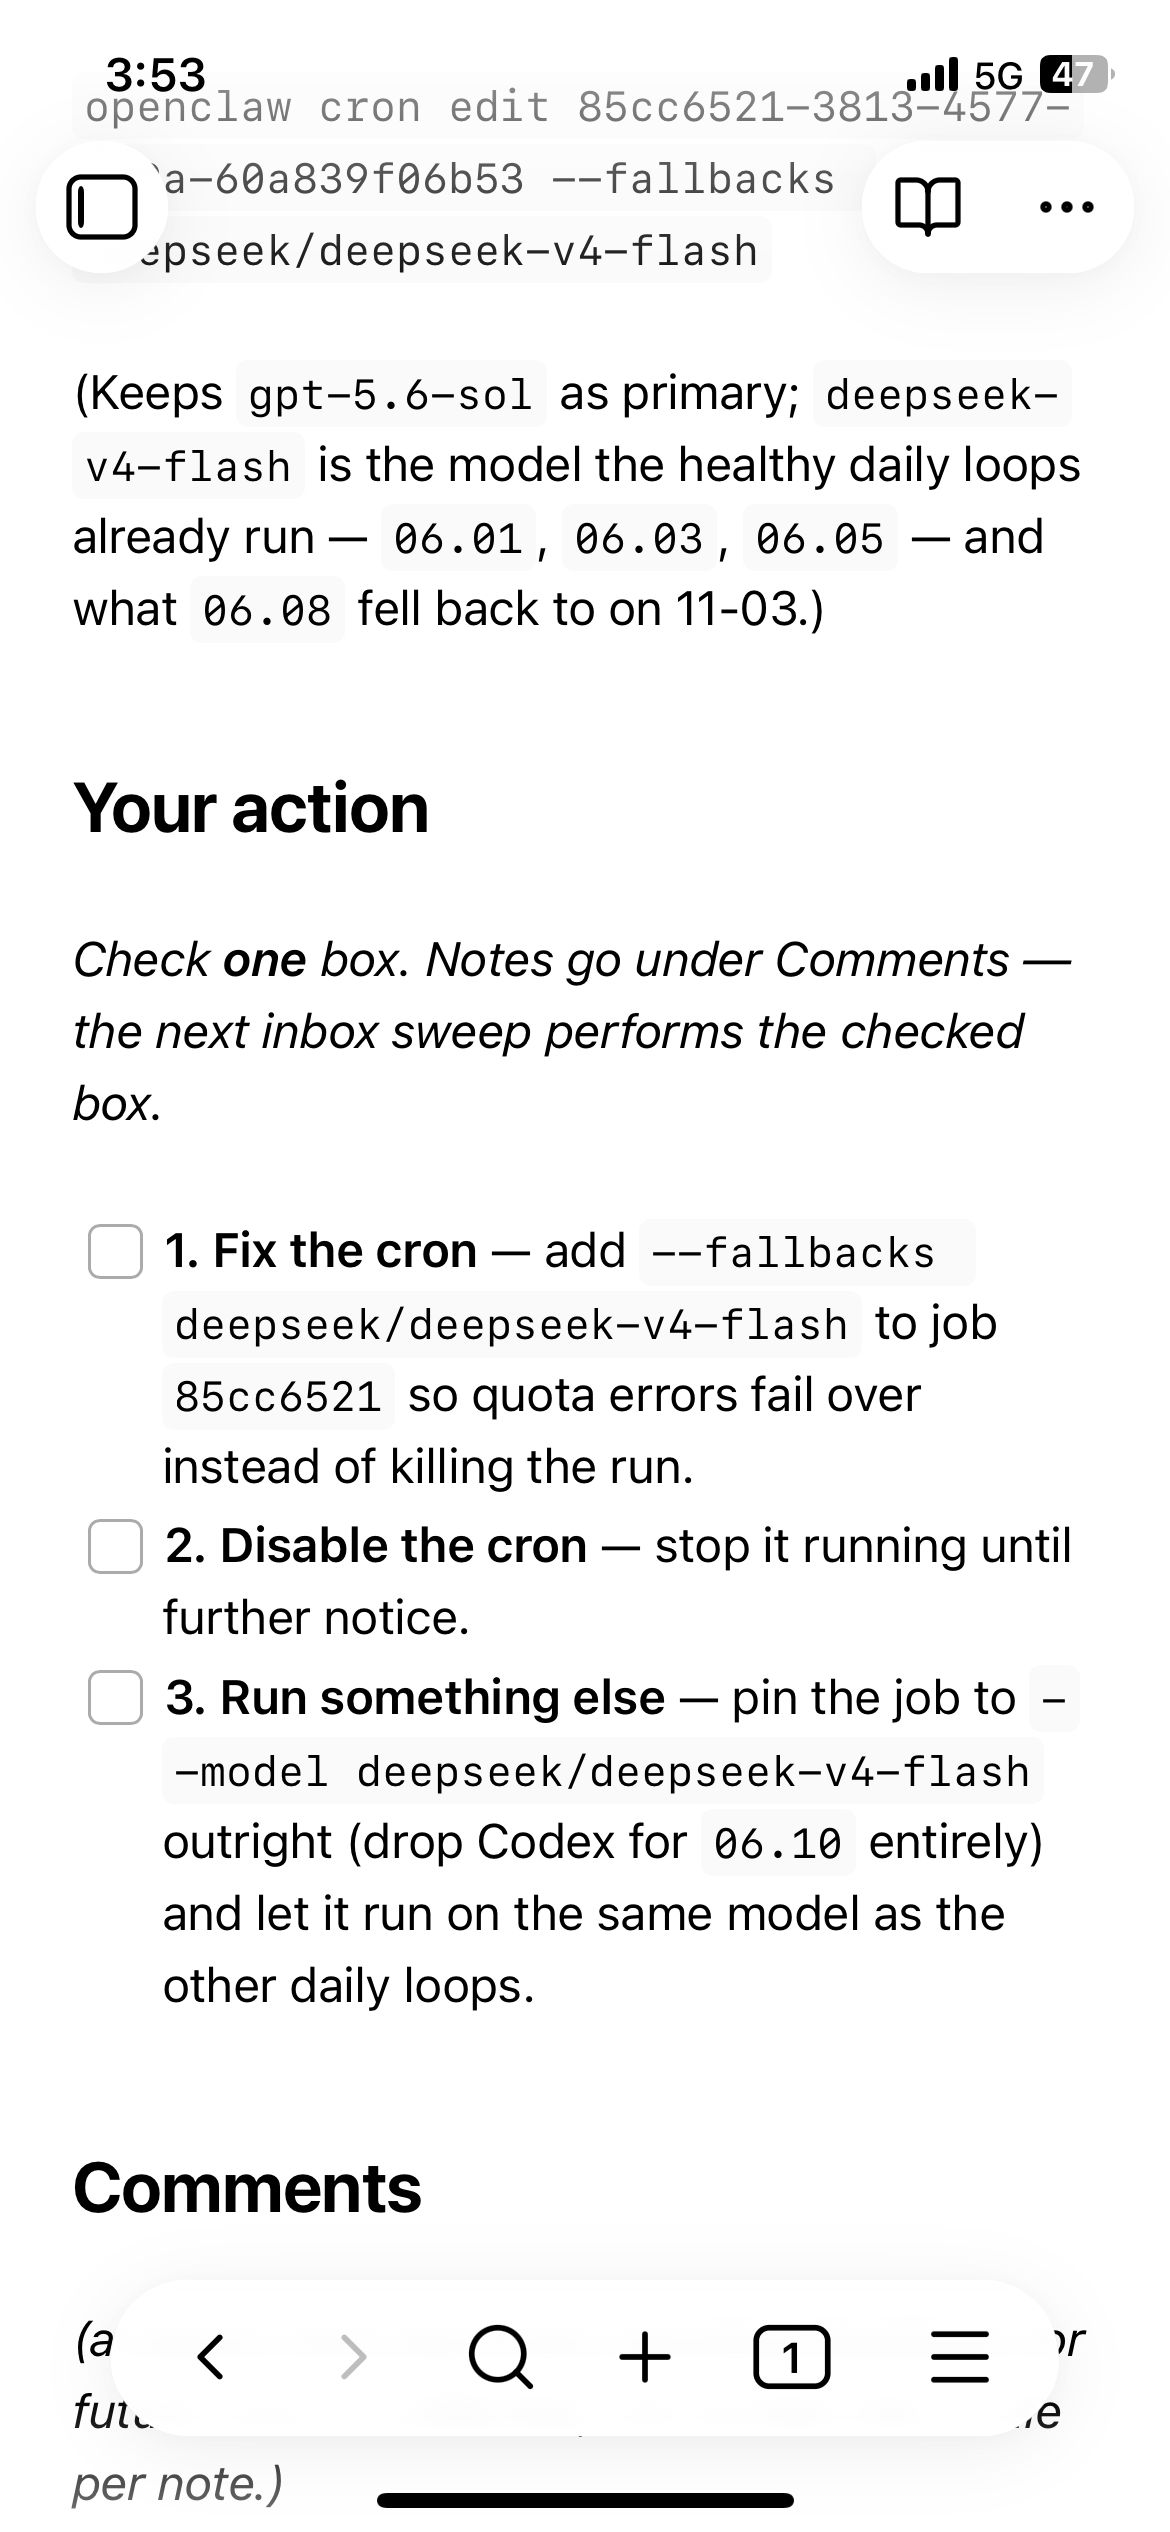 3:53
5G 47
openclaw cron edit 85cc6521-3813-4577-
a-60a839f06b53 --fallbacks
epseek/deepseek-v4-flash
(Keeps gpt-5.6-sol as primary; deepseek-
v4-flash is the model the healthy daily loops
already run — 06.01, 06.03, 06.05 — and
what 06.08 fell back to on 11-03.)
Your action
Check one box. Notes go under Comments —
the next inbox sweep performs the checked
box.
1. Fix the cron — add --fallbacks
deepseek/deepseek-v4-flash to job
85cc6521 so quota errors fail over
instead of killing the run.
2. Disable the cron — stop it running until
further notice.
3. Run something else — pin the job to -
-model deepseek/deepseek-v4-flash
outright (drop Codex for 06.10 entirely)
and let it run on the same model as the
other daily loops.
Comments
1
per note.)